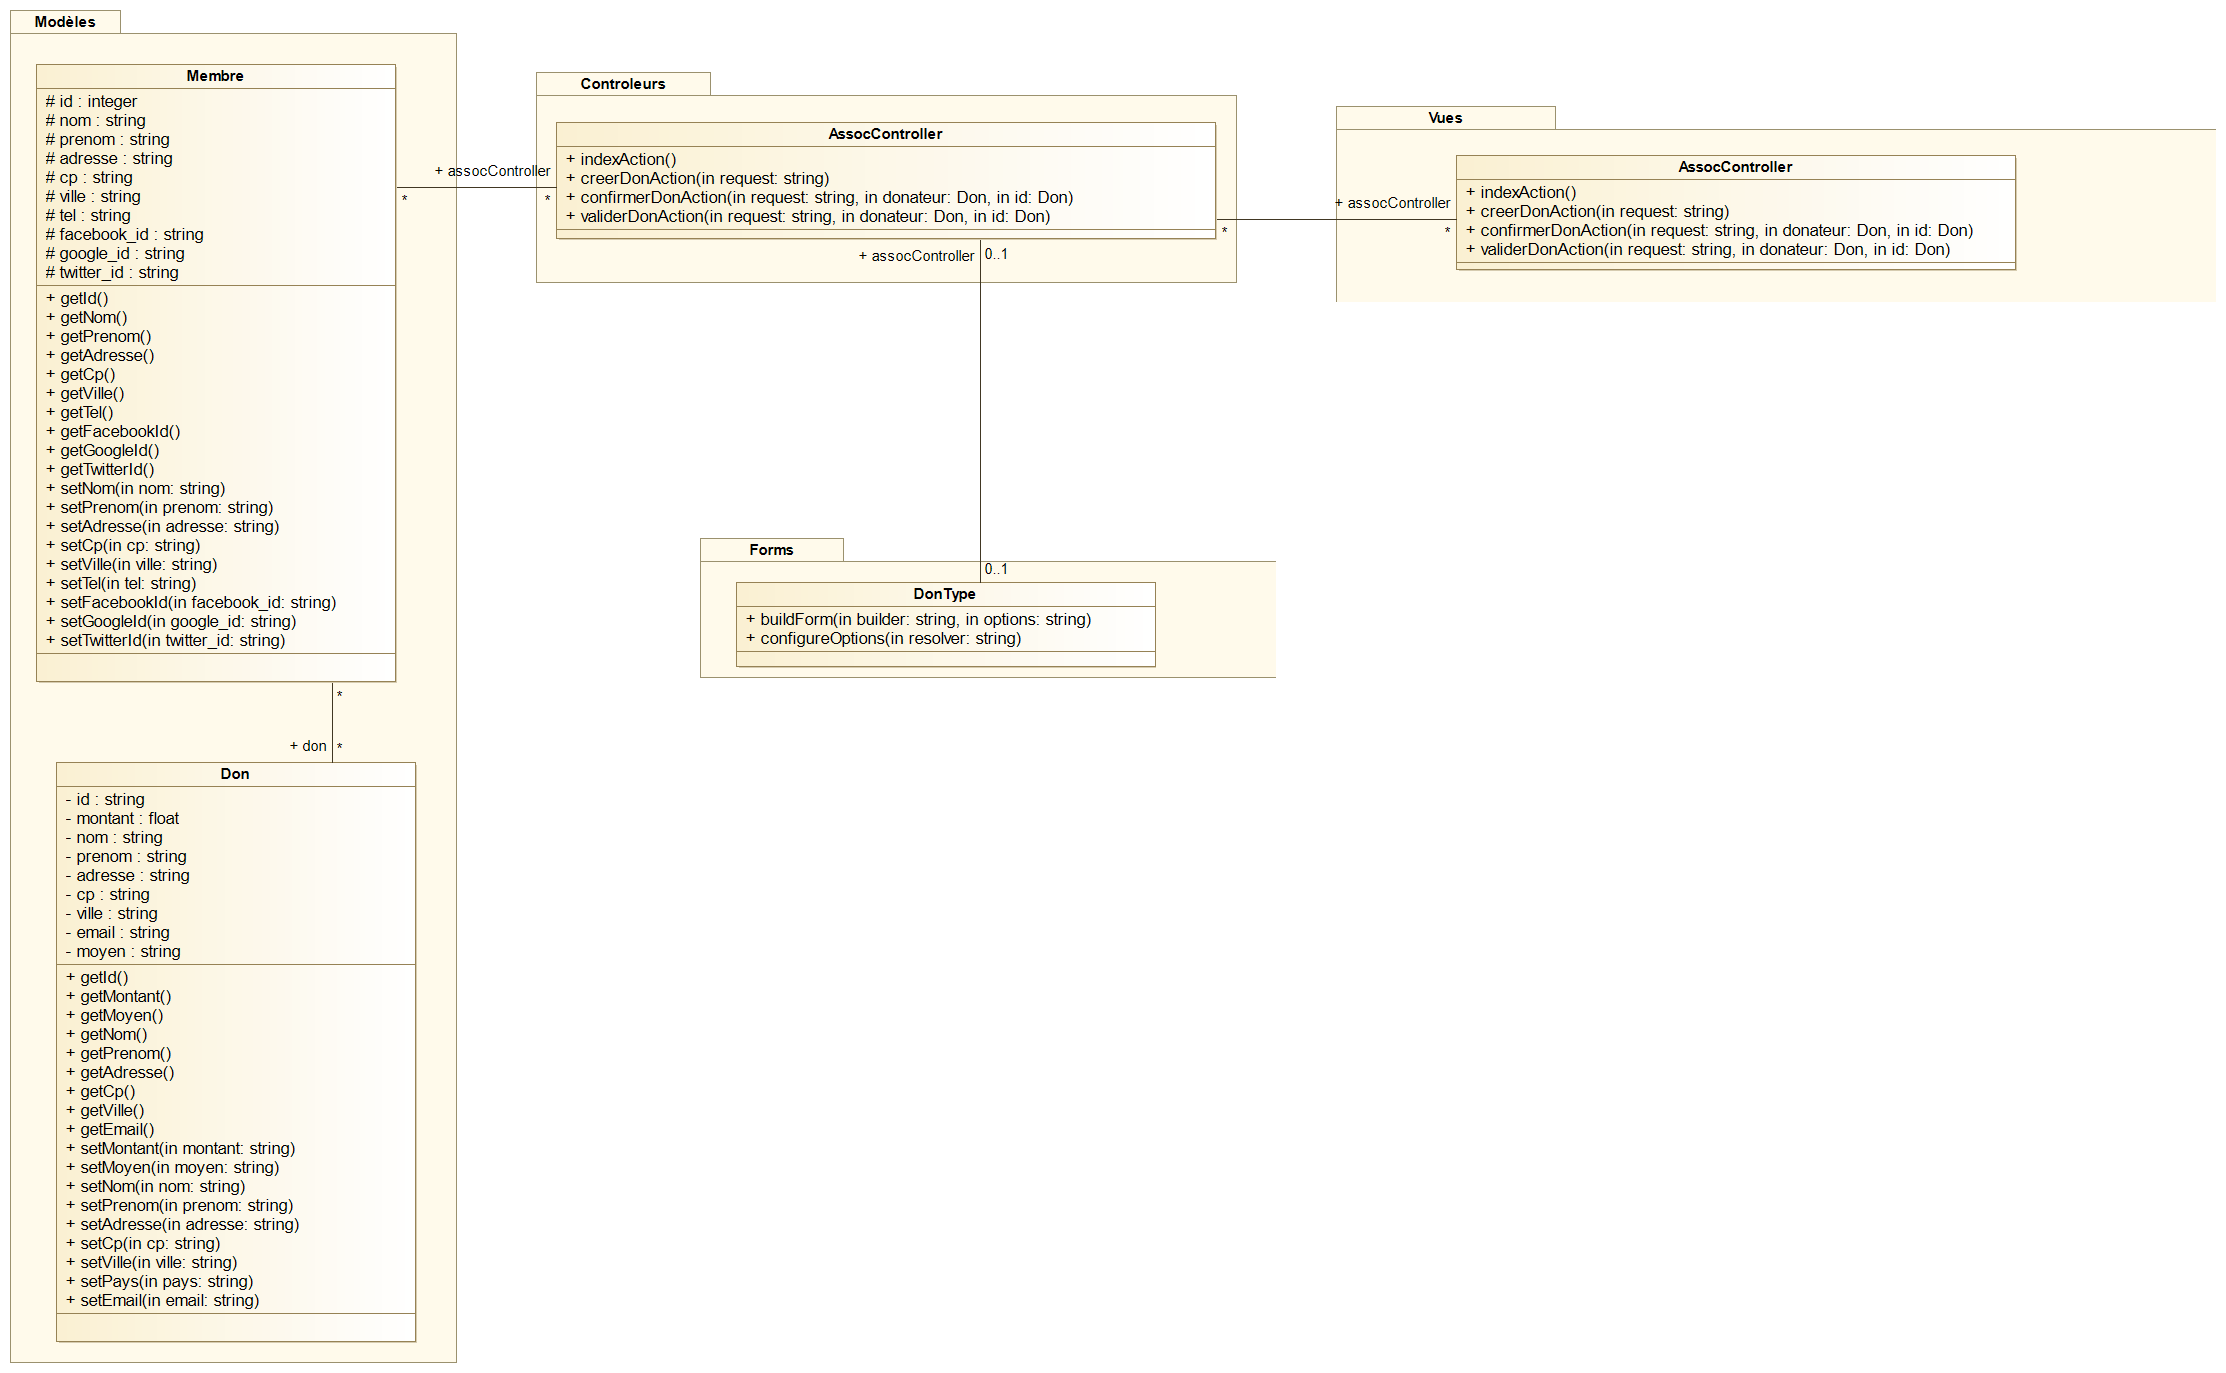 Modèles
Membre
# id : integer
# nom : string
# prenom : string
# adresse : string
# cp : string
# ville : string
# tel : string
# facebook_id : string
# google_id : string
# twitter_id : string
+ getId()
+ getNom()
+ getPrenom()
+ getAdresse()
+ getCp()
+ getVille()
+ getTel()
+ getFacebookId()
+ getGoogleId()
+ getTwitterId()
+ setNom(in nom: string)
+ setPrenom(in prenom: string)
+ setAdresse(in adresse: string)
+ setCp(in cp: string)
+ setVille(in ville: string)
+ setTel(in tel: string)
+ setFacebookId(in facebook_id: string)
+ setGoogleId(in google_id: string)
+ setTwitterId(in twitter_id: string)
*
+ don *
Don
- id : string
- montant : float
- nom : string
- prenom : string
- adresse : string
- cp : string
- ville : string
- email : string
- moyen : string
+ getId()
+ getMontant()
+ getMoyen()
+ getNom()
+ getPrenom()
+ getAdresse()
+ getCp()
+ getVille()
+ getEmail()
+ setMontant(in montant: string)
+ setMoyen(in moyen: string)
+ setNom(in nom: string)
+ setPrenom(in prenom: string)
+ setAdresse(in adresse: string)
+ setCp(in cp: string)
+ setVille(in ville: string)
+ setPays(in pays: string)
+ setEmail(in email: string)
+ assocController
* *
Controleurs
AssocController
+ indexAction()
+ creerDonAction(in request: string)
+ confirmerDonAction(in request: string, in donateur: Don, in id: Don)
+ validerDonAction(in request: string, in donateur: Don, in id: Don)
+ assocController 0..1
0..1
Forms
DonType
+ buildForm(in builder: string, in options: string)
+ configureOptions(in resolver: string)
+ assocController
* *
Vues
AssocController
+ indexAction()
+ creerDonAction(in request: string)
+ confirmerDonAction(in request: string, in donateur: Don, in id: Don)
+ validerDonAction(in request: string, in donateur: Don, in id: Don)